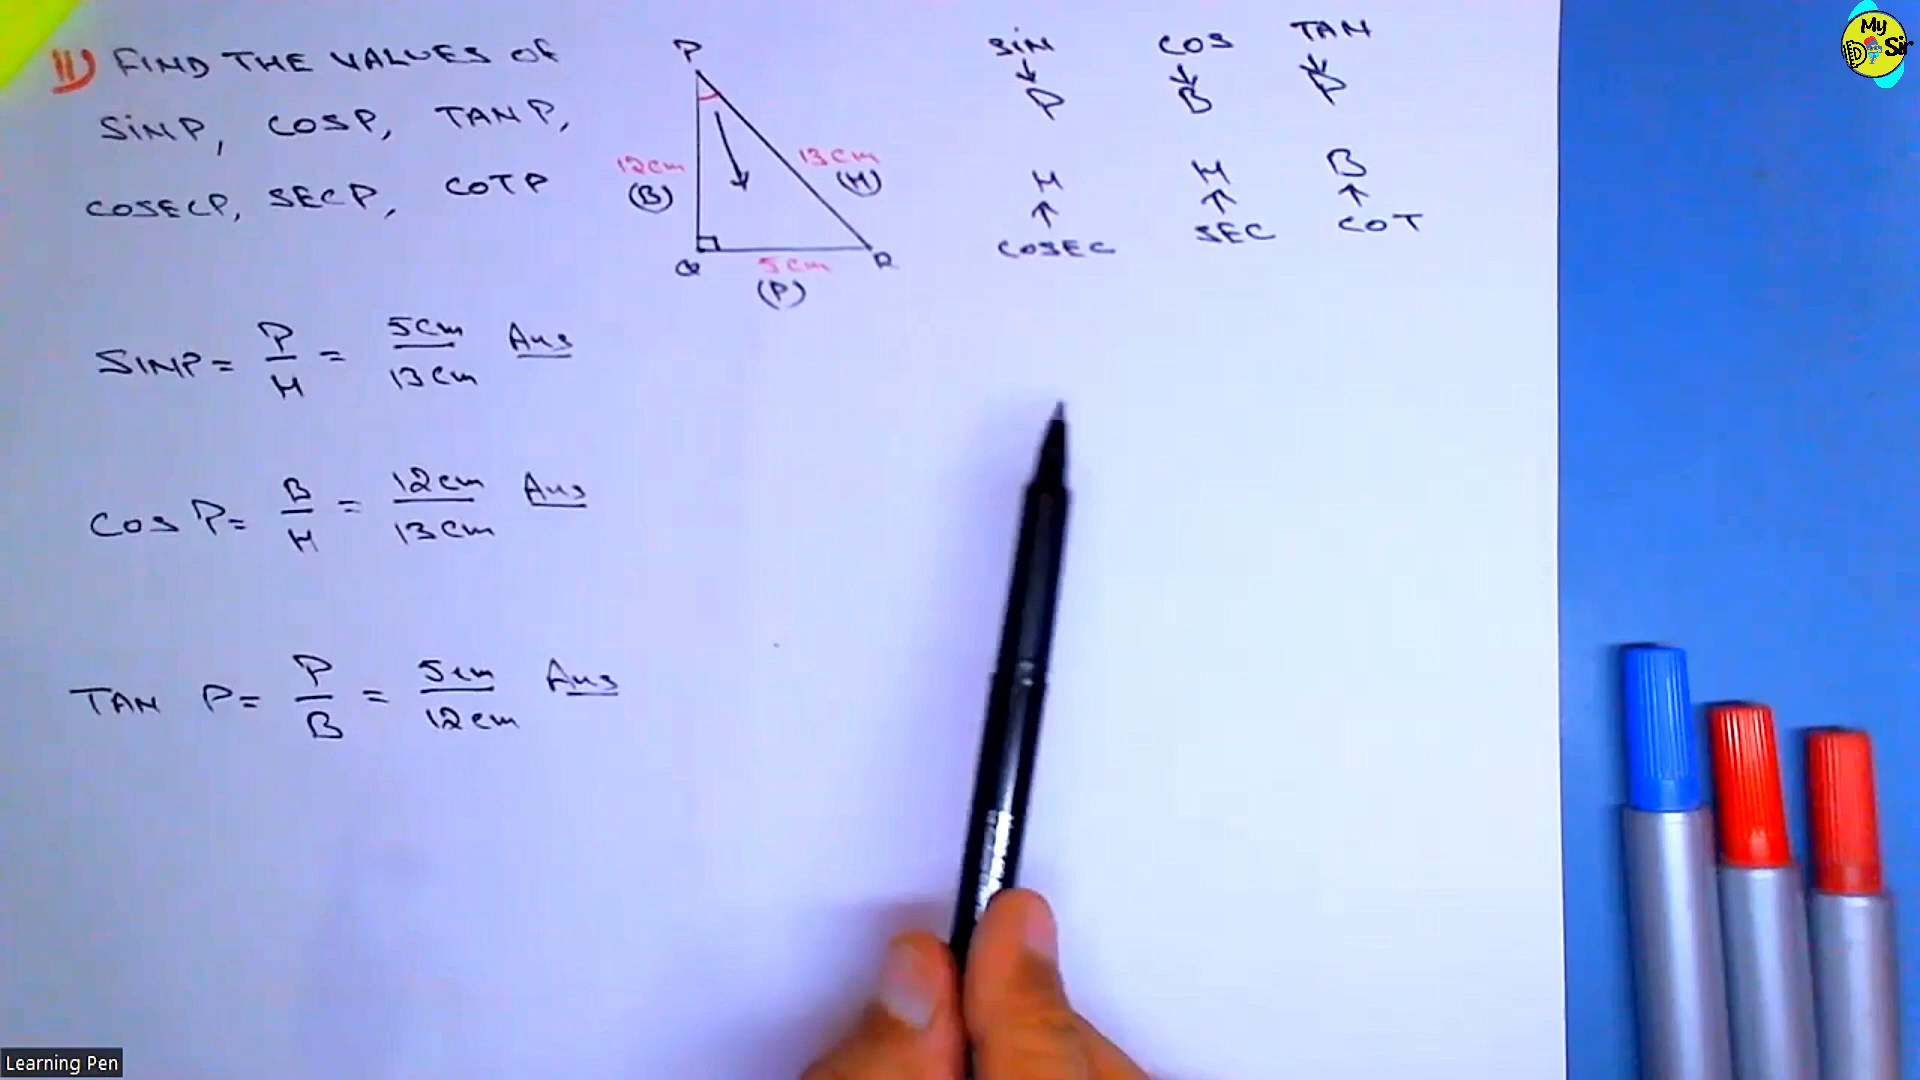 11) FIND THE VALUES OF
SINP, COSP, TANP,
COSECP, SECP, COTP
P
12cm
(B)
13cm
(H)
Q
5cm
R
(P)
SIN COS TAN
P B P
H H B
COSEC SEC COT
SINP = P/H = 5cm/13cm Ans
COS P = B/H = 12cm/13cm Ans
TAN P = P/B = 5cm/12cm Ans
My Sir
Learning Pen